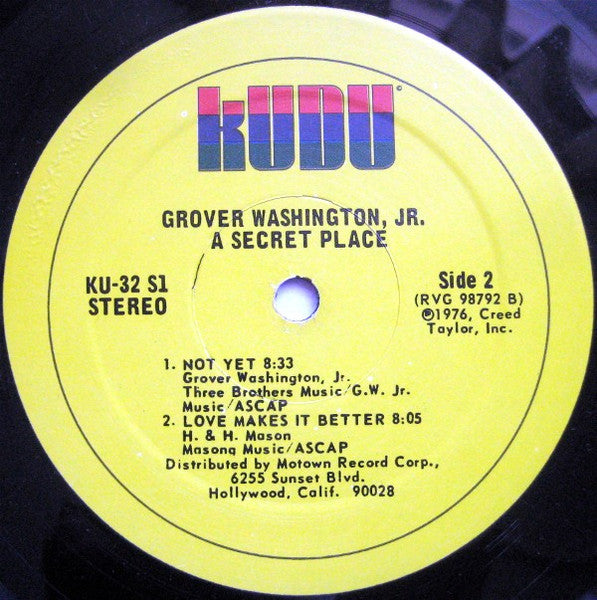 KUDU ©
GROVER WASHINGTON, JR.
A SECRET PLACE
KU-32 S1
STEREO
Side 2
(RVG 98792 B)
℗1976, Creed
Taylor, Inc.
1. NOT YET 8:33
Grover Washington, Jr.
Three Brothers Music/G.W. Jr.
Music/ASCAP
2. LOVE MAKES IT BETTER 8:05
H. & H. Mason
Masong Music/ASCAP
Distributed by Motown Record Corp.,
6255 Sunset Blvd.
Hollywood, Calif. 90028